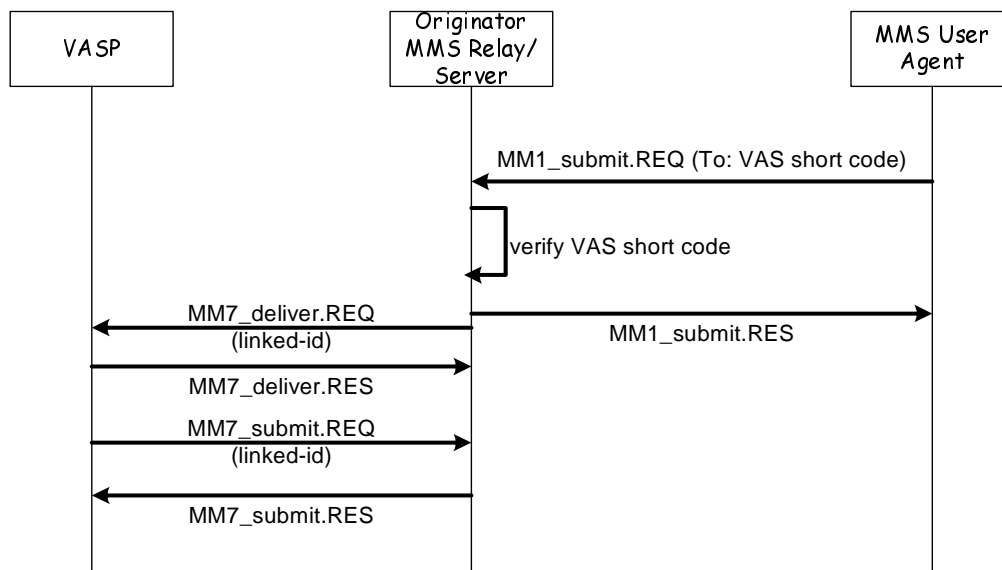 VASP
Originator
MMS Relay/
Server
MMS User
Agent
MM1_submit.REQ (To: VAS short code)
verify VAS short code
MM7_deliver.REQ
(linked-id)
MM1_submit.RES
MM7_deliver.RES
MM7_submit.REQ
(linked-id)
MM7_submit.RES